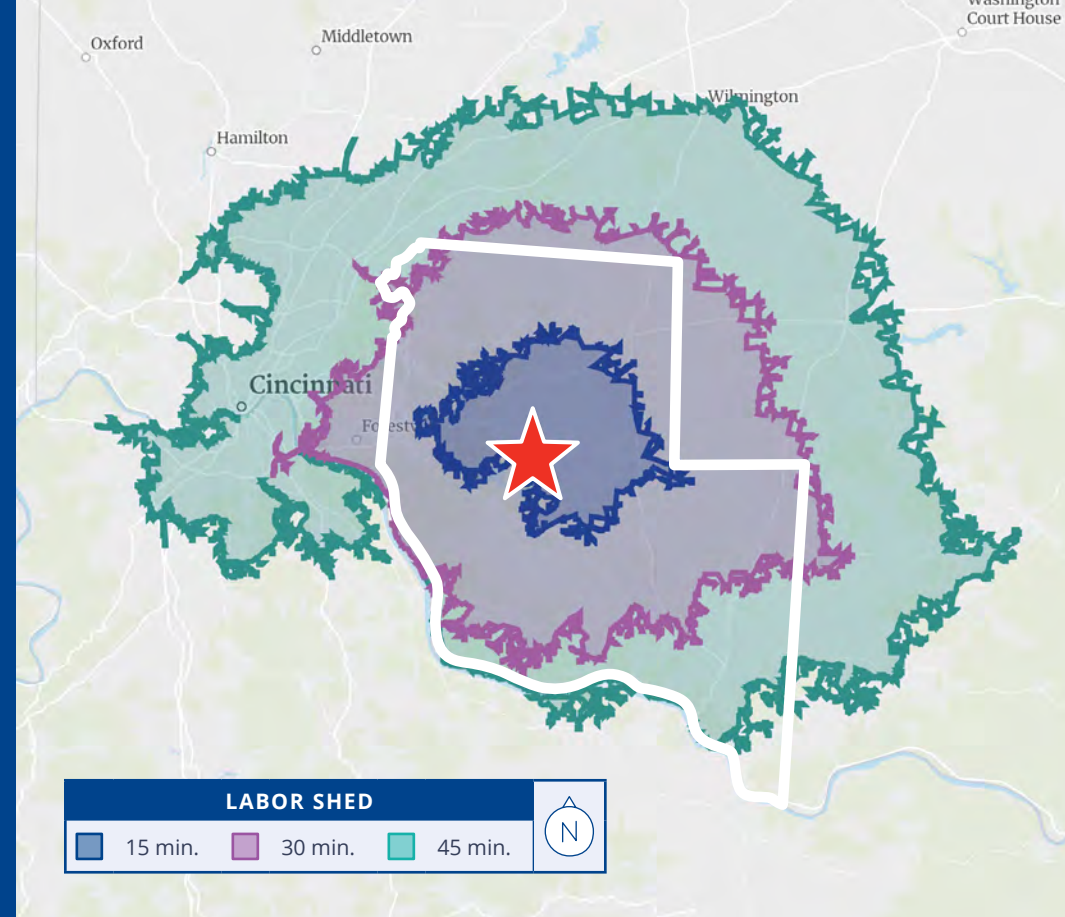 Washington
Court House
Oxford
Middletown
Wilmington
Hamilton
Cincinnati
LABOR SHED
15 min.
30 min.
45 min.
N